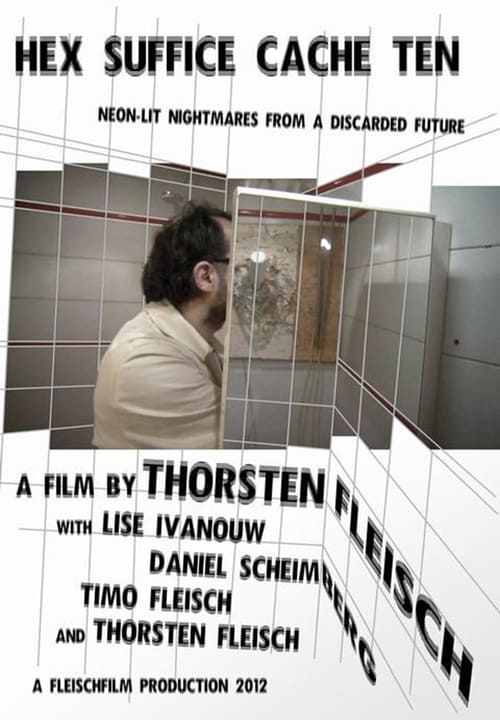 HEX SUFFICE CACHE TEN
NEON-LIT NIGHTMARES FROM A DISCARDED FUTURE
A FILM BY THORSTEN FLEISCH
WITH LISE IVANOUW
DANIEL SCHEIMBERG
TIMO FLEISCH
AND THORSTEN FLEISCH
A FLEISCHFILM PRODUCTION 2012